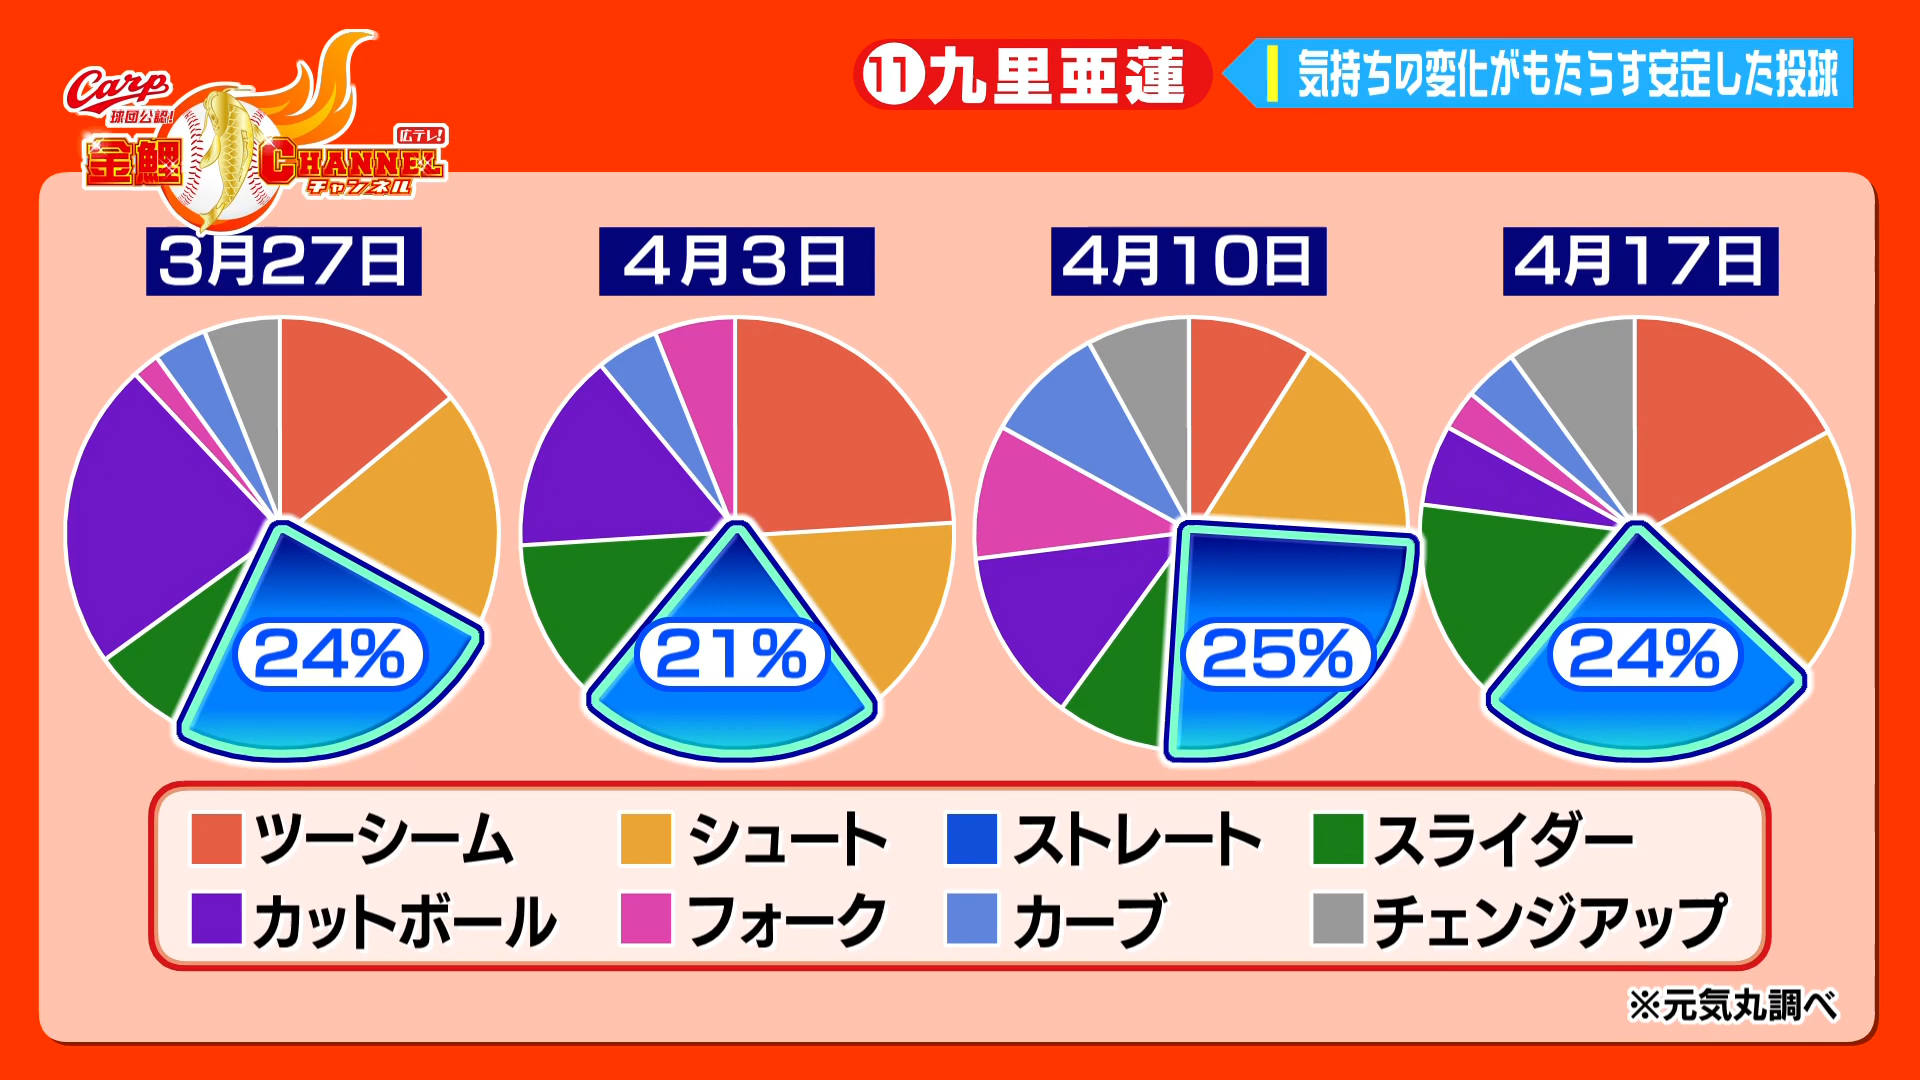 Carp
球団公認!
金鯉
CHANNEL
チャンネル
広テレ!
⑪九里亜蓮
気持ちの変化がもたらす安定した投球
3月27日
4月3日
4月10日
4月17日
24%
21%
25%
24%
ツーシーム
シュート
ストレート
スライダー
カットボール
フォーク
カーブ
チェンジアップ
※元気丸調べ